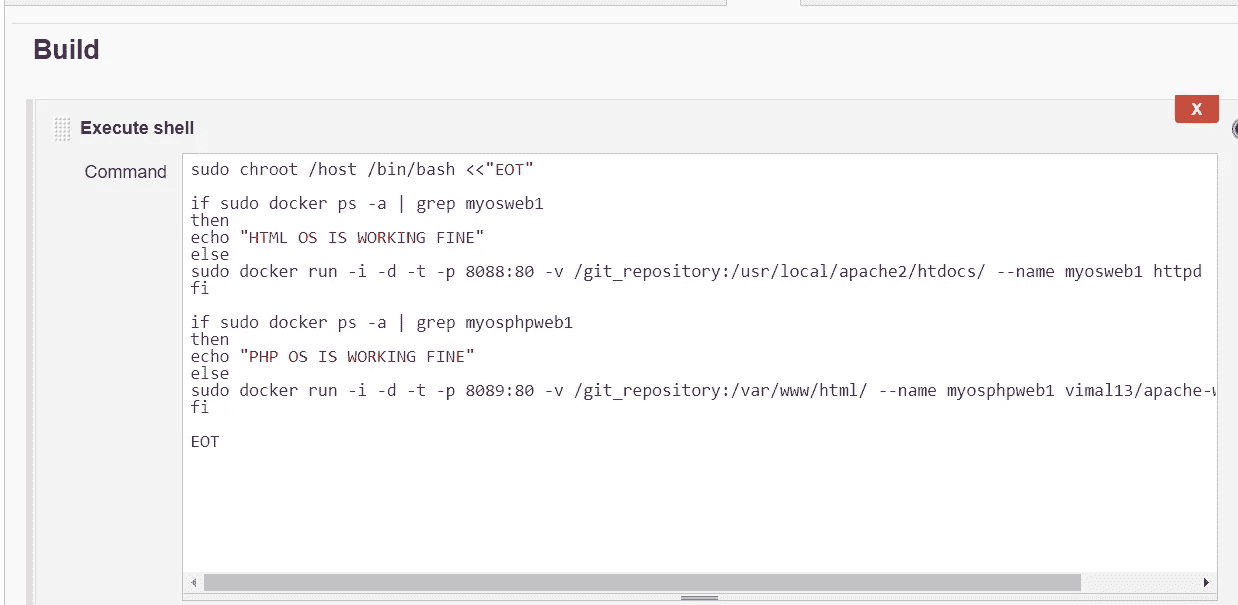 Build
X
Execute shell
Command
sudo chroot /host /bin/bash <<"EOT"
if sudo docker ps -a | grep myosweb1
then
echo "HTML OS IS WORKING FINE"
else
sudo docker run -i -d -t -p 8088:80 -v /git_repository:/usr/local/apache2/htdocs/ --name myosweb1 httpd
fi
if sudo docker ps -a | grep myosphpweb1
then
echo "PHP OS IS WORKING FINE"
else
sudo docker run -i -d -t -p 8089:80 -v /git_repository:/var/www/html/ --name myosphpweb1 vimal13/apache-
fi
EOT